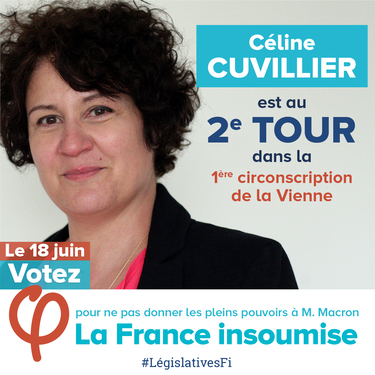 Céline
CUVILLIER
est au
2e TOUR
dans la
1ère circonscription
de la Vienne
Le 18 juin
Votez
φ
pour ne pas donner les pleins pouvoirs à M. Macron
La France insoumise
#LégislativesFi